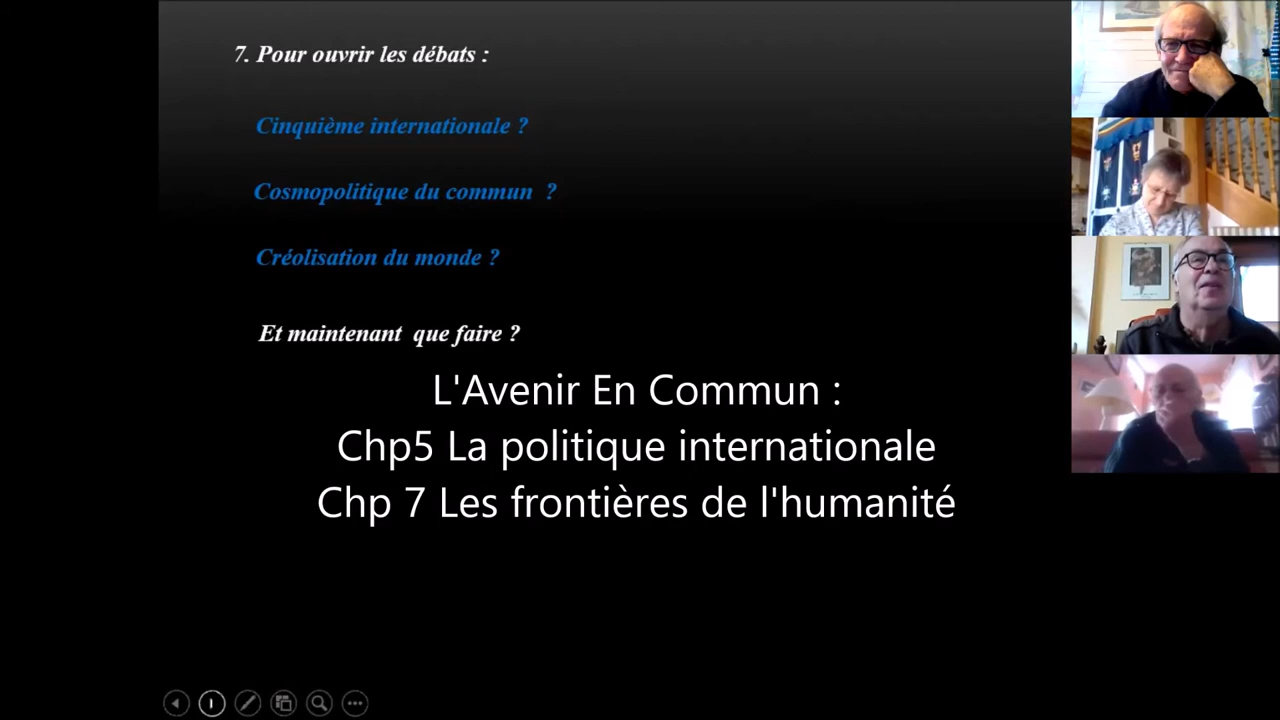 7. Pour ouvrir les débats :
Cinquième internationale ?
Cosmopolitique du commun ?
Créolisation du monde ?
Et maintenant que faire ?
L'Avenir En Commun :
Chp5 La politique internationale
Chp 7 Les frontières de l'humanité